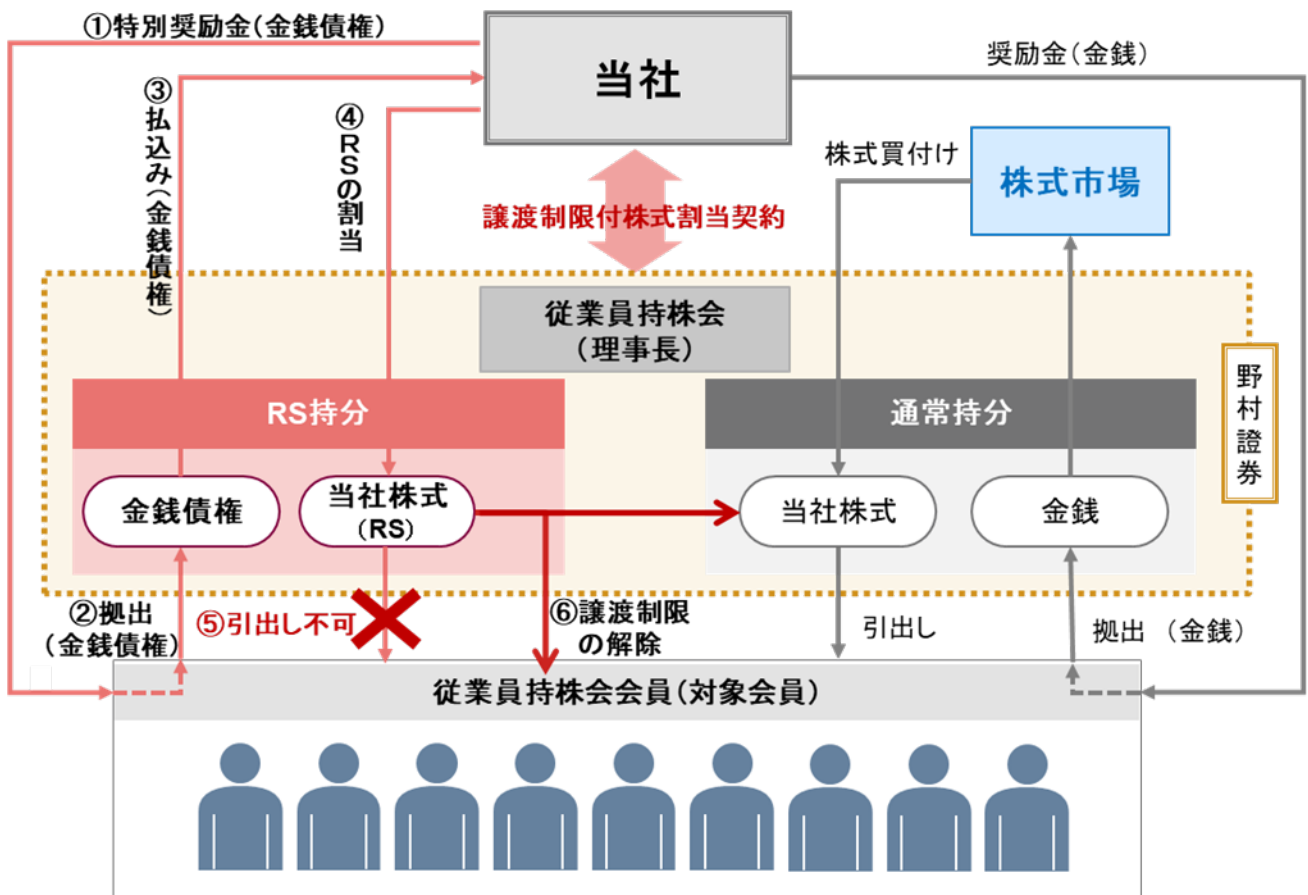 ①特別奨励金(金銭債権)
当社
奨励金(金銭)
③払込み(金銭債権)
④RSの割当
株式買付け
株式市場
譲渡制限付株式割当契約
従業員持株会
(理事長)
野村證券
RS持分
通常持分
金銭債権
当社株式
(RS)
当社株式
金銭
②拠出
(金銭債権)
⑤引出し不可
⑥譲渡制限
の解除
引出し
拠出 (金銭)
従業員持株会会員(対象会員)